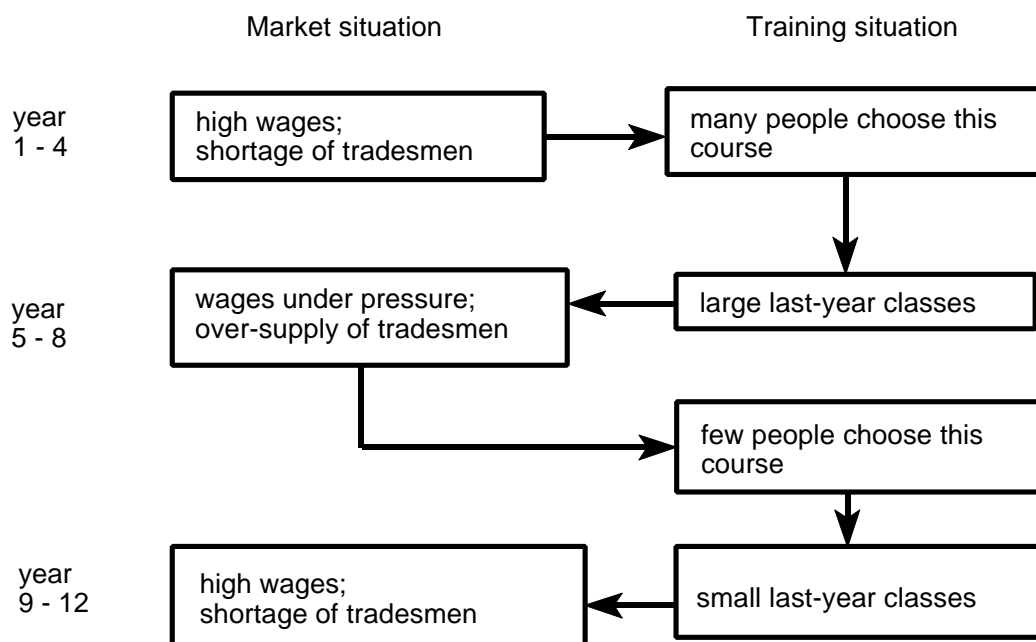 Market situation
Training situation
year
1 - 4
high wages;
shortage of tradesmen
many people choose this
course
year
5 - 8
wages under pressure;
over-supply of tradesmen
large last-year classes
few people choose this
course
year
9 - 12
high wages;
shortage of tradesmen
small last-year classes